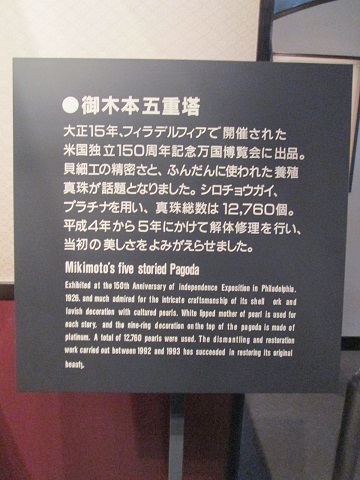 ●御木本五重塔
大正15年、フィラデルフィアで開催された
米国独立150周年記念万国博覧会に出品。
貝細工の精密さと、ふんだんに使われた養殖
真珠が話題となりました。シロチョウガイ、
プラチナを用い、真珠総数は12,760個。
平成4年から5年にかけて解体修理を行い、
当初の美しさをよみがえらせました。
Mikimoto's five storied Pagoda
Exhibited at the 150th Anniversary of independence Exposition in Philadelphia,
1926, and much admired for the intricate craftsmanship of its shell ork and
lavish decoration with cultured pearls. White lipped mother of pearl is used for
each story, and the nine-ring decoration on the top of the pagoda is made of
platinum. A total of 12,760 pearls were used. The dismantling and restoration
work carried out between 1992 and 1993 has succeeded in restoring its original
beauty.